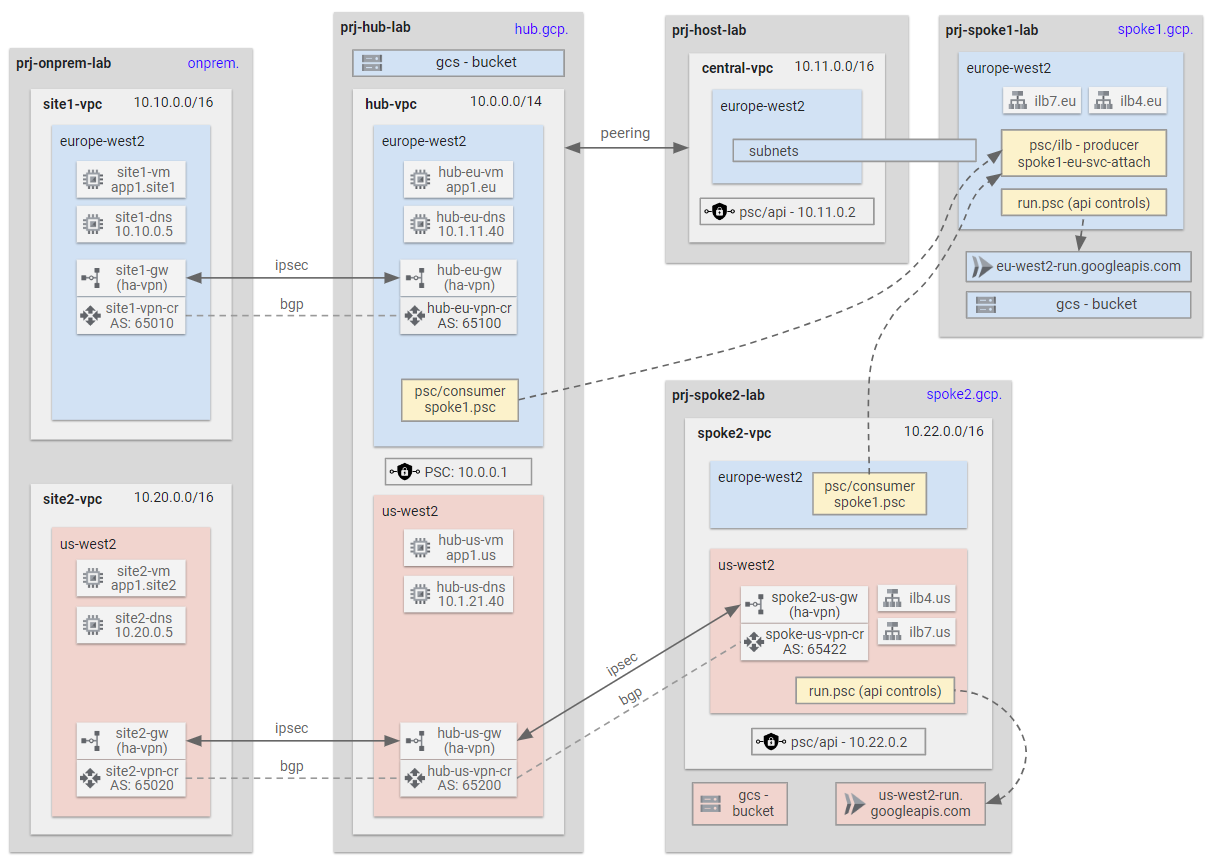 prj-onprem-lab
onprem.
site1-vpc
10.10.0.0/16
europe-west2
site1-vm
app1.site1
site1-dns
10.10.0.5
site1-gw
(ha-vpn)
site1-vpn-cr
AS: 65010
site2-vpc
10.20.0.0/16
us-west2
site2-vm
app1.site2
site2-dns
10.20.0.5
site2-gw
(ha-vpn)
site2-vpn-cr
AS: 65020
ipsec
bgp
ipsec
bgp
prj-hub-lab
hub.gcp.
gcs - bucket
hub-vpc
10.0.0.0/14
europe-west2
hub-eu-vm
app1.eu
hub-eu-dns
10.1.11.40
hub-eu-gw
(ha-vpn)
hub-eu-vpn-cr
AS: 65100
psc/consumer
spoke1.psc
PSC: 10.0.0.1
us-west2
hub-us-vm
app1.us
hub-us-dns
10.1.21.40
hub-us-gw
(ha-vpn)
hub-us-vpn-cr
AS: 65200
peering
ipsec
bgp
prj-host-lab
central-vpc
10.11.0.0/16
europe-west2
subnets
psc/api - 10.11.0.2
prj-spoke1-lab
spoke1.gcp.
europe-west2
ilb7.eu
ilb4.eu
psc/ilb - producer
spoke1-eu-svc-attach
run.psc (api controls)
eu-west2-run.googleapis.com
gcs - bucket
prj-spoke2-lab
spoke2.gcp.
spoke2-vpc
10.22.0.0/16
europe-west2
psc/consumer
spoke1.psc
us-west2
spoke2-us-gw
(ha-vpn)
spoke-us-vpn-cr
AS: 65422
ilb4.us
ilb7.us
run.psc (api controls)
psc/api - 10.22.0.2
gcs -
bucket
us-west2-run.
googleapis.com